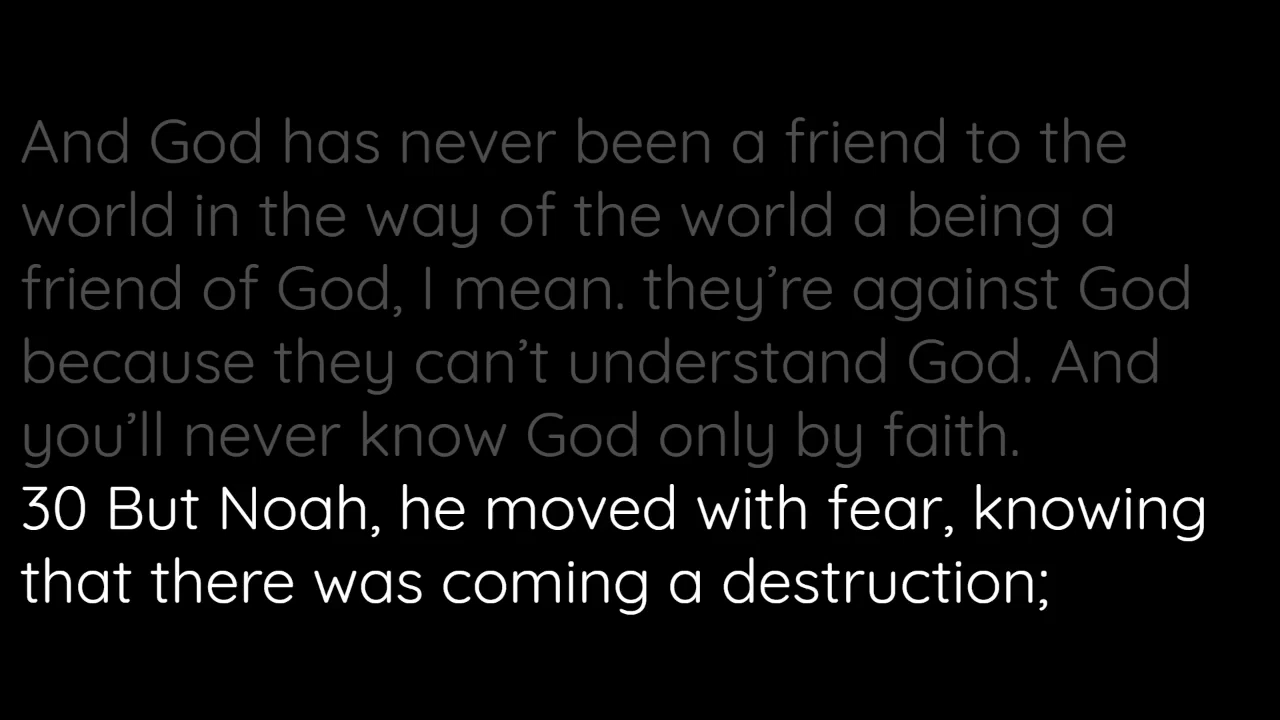 And God has never been a friend to the
world in the way of the world a being a
friend of God, I mean. they’re against God
because they can’t understand God. And
you’ll never know God only by faith.
30 But Noah, he moved with fear, knowing
that there was coming a destruction;